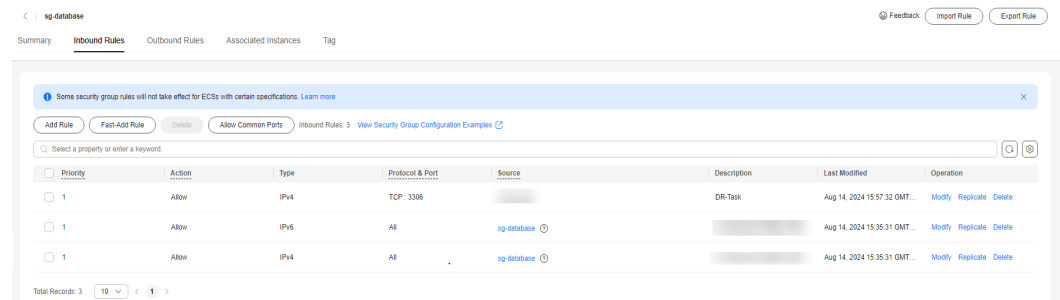 sg-database Feedback Import Rule Export Rule
Summary Inbound Rules Outbound Rules Associated Instances Tag
Some security group rules will not take effect for ECSs with certain specifications. Learn more
Add Rule Fast-Add Rule Delete Allow Common Ports Inbound Rules: 3 View Security Group Configuration Examples
Select a property or enter a keyword.
Priority Action Type Protocol & Port Source Description Last Modified Operation
1 Allow IPv4 TCP : 3306 DR-Task Aug 14, 2024 15:57:32 GMT... Modify Replicate Delete
1 Allow IPv6 All sg-database Aug 14, 2024 15:35:31 GMT... Modify Replicate Delete
1 Allow IPv4 All sg-database Aug 14, 2024 15:35:31 GMT... Modify Replicate Delete
Total Records: 3 10 1